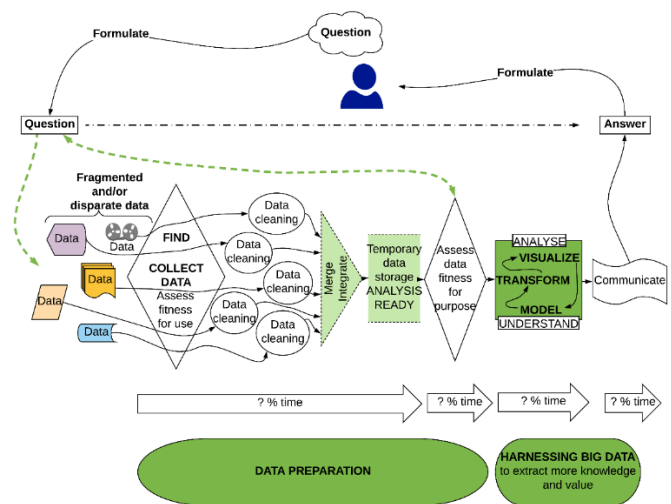 Question
Formulate
Formulate
Question
Answer
Fragmented
and/or
disparate data
Data
Data
Data
Data
Data
FIND
COLLECT
DATA
Assess
fitness
for use
Data
cleaning
Data
cleaning
Data
cleaning
Data
cleaning
Data
cleaning
Merge
Integrate
Temporary
data
storage
ANALYSIS
READY
Assess
data
fitness for
purpose
ANALYSE
VISUALIZE
TRANSFORM
MODEL
UNDERSTAND
Communicate
? % time
? % time
? % time
? % time
DATA PREPARATION
HARNESSING BIG DATA
to extract more knowledge
and value